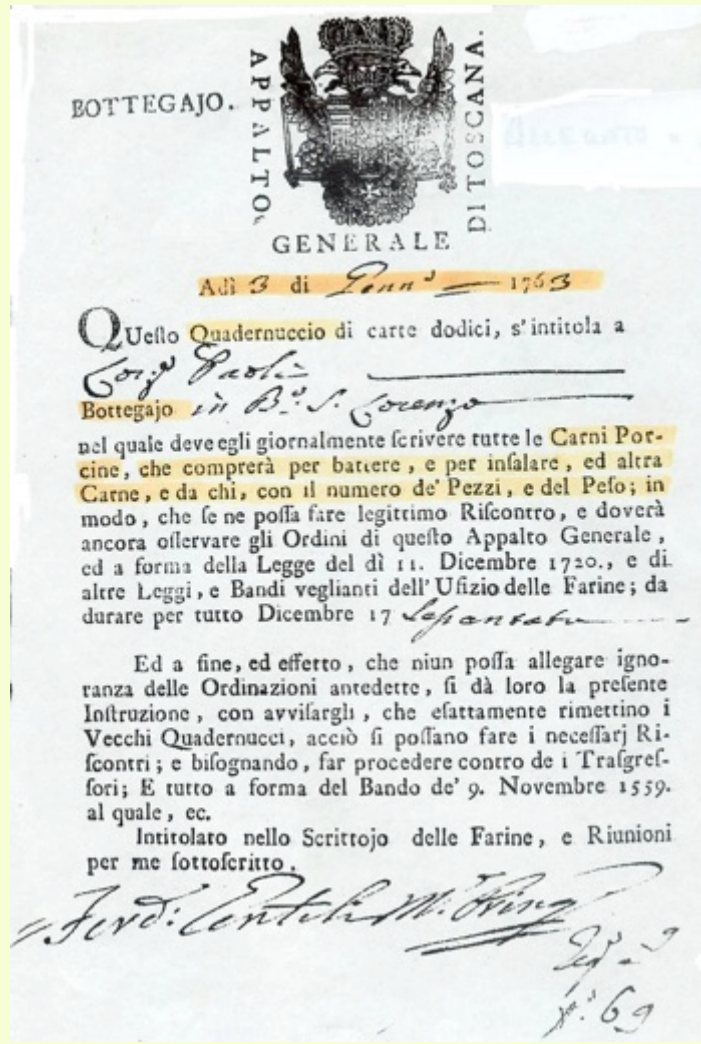 BOTTEGAJO.
APPALTO
GENERALE
DI TOSCANA.
Adì 3 di Genn.º 1763
QUeſto Quadernuccio di carte dodici, s'intitola a
Paoli
Bottegajo in B.º S. Lorenzo
nel quale deve egli giornalmente ſcrivere tutte le Carni Por-
cine, che comprerà per battere, e per inſalare, ed altra
Carne, e da chi, con il numero de' Pezzi, e del Peſo; in
modo, che ſe ne poſſa fare legittimo Riſcontro, e doverà
ancora oſſervare gli Ordini di queſto Appalto Generale,
ed a forma della Legge del dì 11. Dicembre 1720., e di
altre Leggi, e Bandi veglianti dell'Ufizio delle Farine; da
durare per tutto Dicembre 17
Ed a fine, ed effetto, che niun poſſa allegare igno-
ranza delle Ordinazioni antedette, ſi dà loro la preſente
Inſtruzione, con avviſargli, che eſattamente rimettino i
Vecchi Quadernucci, acciò ſi poſſano fare i neceſſarj Ri-
ſcontri; e biſognando, far procedere contro de i Traſgreſ-
ſori; E tutto a forma del Bando de' 9. Novembre 1559.
al quale, ec.
Intitolato nello Scrittojo delle Farine, e Riunioni
per me ſottoſcritto.
Ferd: Gentili
69